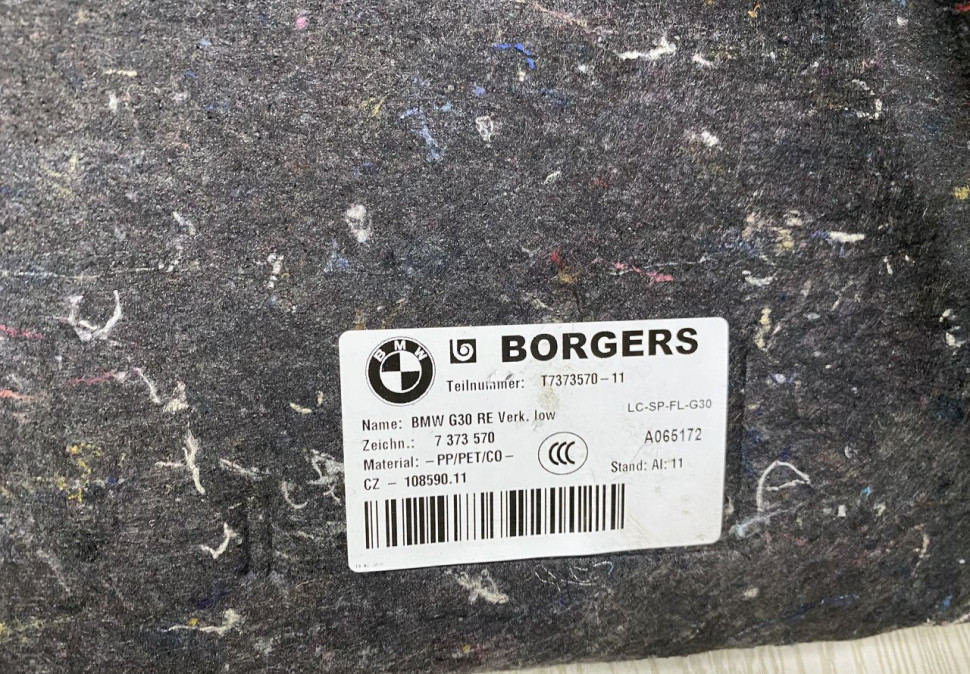 BMW
BORGERS
Teilnummer: T7373570-11
LC-SP-FL-G30
Name: BMW G30 RE Verk. low
Zeichn.: 7 373 570
A065172
Material: -PP/PET/CO-
CCC
Stand: AI: 11
CZ - 108590.11